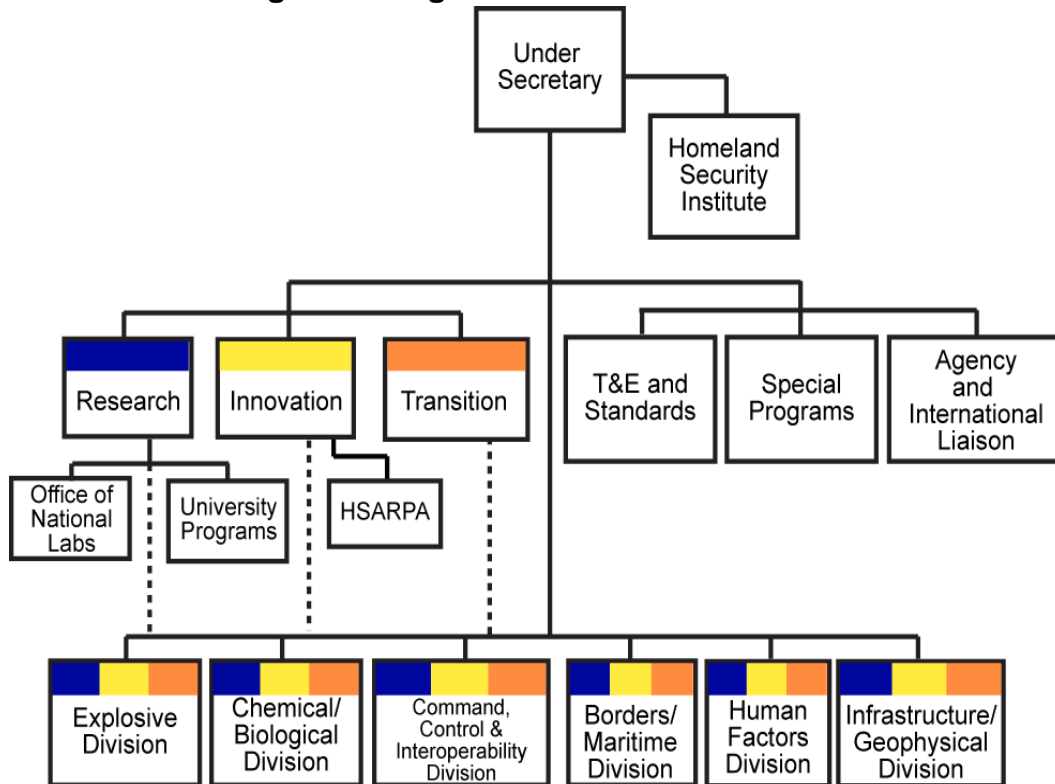 Under
Secretary
Homeland
Security
Institute
Research
Innovation
Transition
T&E and
Standards
Special
Programs
Agency
and
International
Liaison
Office of
National
Labs
University
Programs
HSARPA
Explosive
Division
Chemical/
Biological
Division
Command,
Control &
Interoperability
Division
Borders/
Maritime
Division
Human
Factors
Division
Infrastructure/
Geophysical
Division